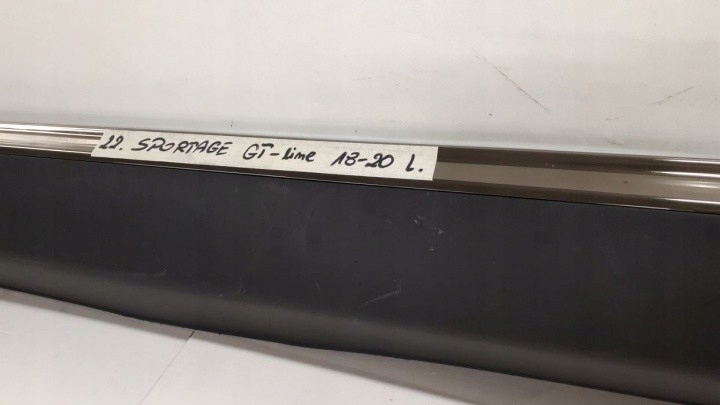 22. SPORTAGE GT-Line 18-20 L.